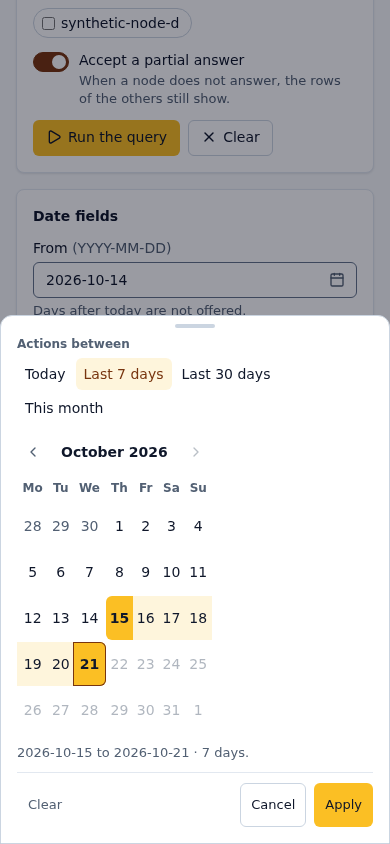 synthetic-node-d
Accept a partial answer
When a node does not answer, the rows
of the others still show.
Run the query
Clear
Date fields
From (YYYY-MM-DD)
2026-10-14
Days after today are not offered.
Actions between
Today Last 7 days Last 30 days
This month
October 2026
Mo Tu We Th Fr Sa Su
28 29 30 1 2 3 4
5 6 7 8 9 10 11
12 13 14 15 16 17 18
19 20 21 22 23 24 25
26 27 28 29 30 31 1
2026-10-15 to 2026-10-21 · 7 days.
Clear Cancel Apply